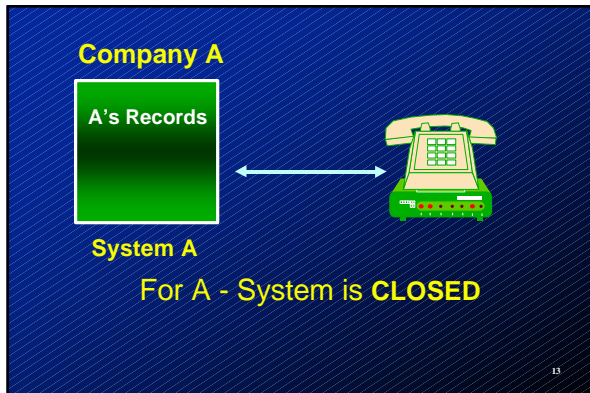 Company A
A's Records
System A
For A - System is CLOSED
13